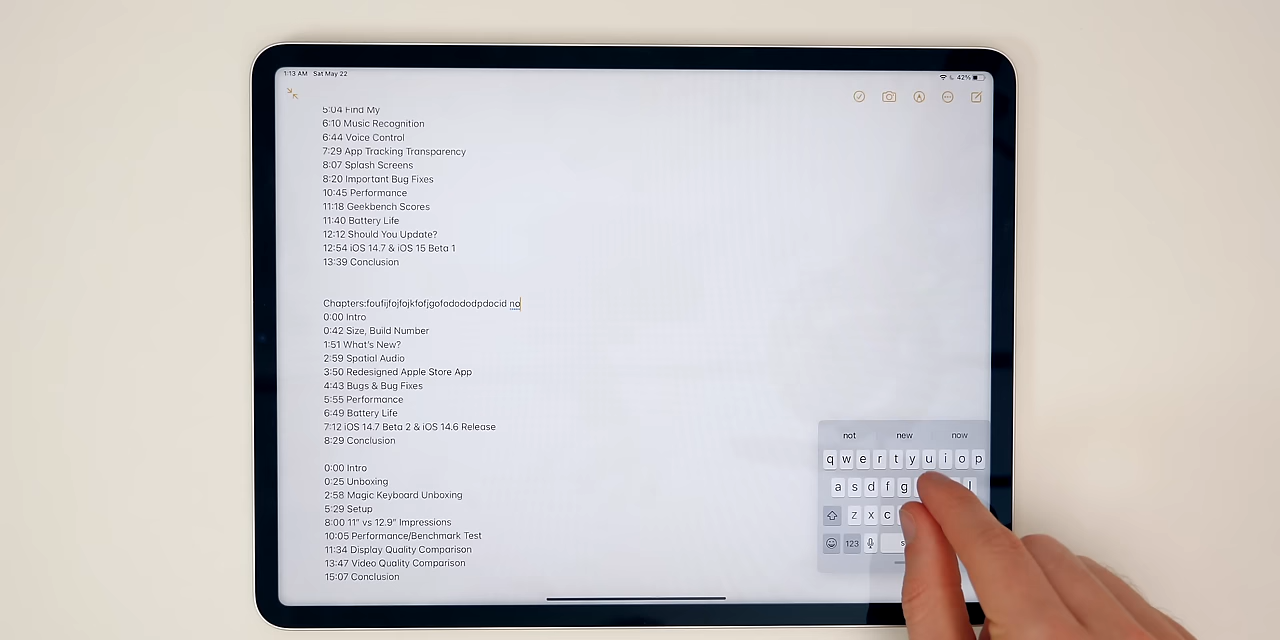 1:13 AM Sat May 22
42%
5:04 Find My
6:10 Music Recognition
6:44 Voice Control
7:29 App Tracking Transparency
8:07 Splash Screens
8:20 Important Bug Fixes
10:45 Performance
11:18 Geekbench Scores
11:40 Battery Life
12:12 Should You Update?
12:54 iOS 14.7 & iOS 15 Beta 1
13:39 Conclusion
Chapters:foufijfojfojkfofjgofodododpdocid no
0:00 Intro
0:42 Size, Build Number
1:51 What's New?
2:59 Spatial Audio
3:50 Redesigned Apple Store App
4:43 Bugs & Bug Fixes
5:55 Performance
6:49 Battery Life
7:12 iOS 14.7 Beta 2 & iOS 14.6 Release
8:29 Conclusion
0:00 Intro
0:25 Unboxing
2:58 Magic Keyboard Unboxing
5:29 Setup
8:00 11" vs 12.9" Impressions
10:05 Performance/Benchmark Test
11:34 Display Quality Comparison
13:47 Video Quality Comparison
15:07 Conclusion
not new now
q w e r t y u i o p
a s d f g l
z x c
123 s